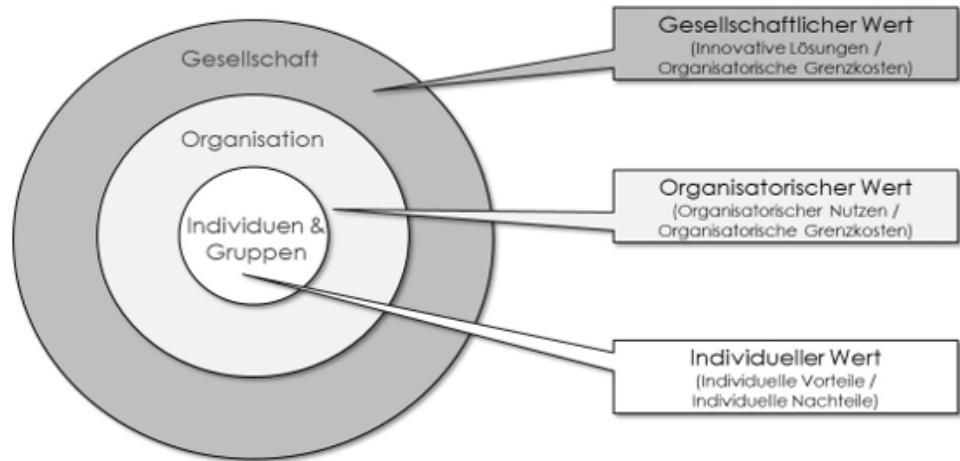 Gesellschaft
Organisation
Individuen &
Gruppen
Gesellschaftlicher Wert
(Innovative Lösungen /
Organisatorische Grenzkosten)
Organisatorischer Wert
(Organisatorischer Nutzen /
Organisatorische Grenzkosten)
Individueller Wert
(Individuelle Vorteile /
Individuelle Nachteile)